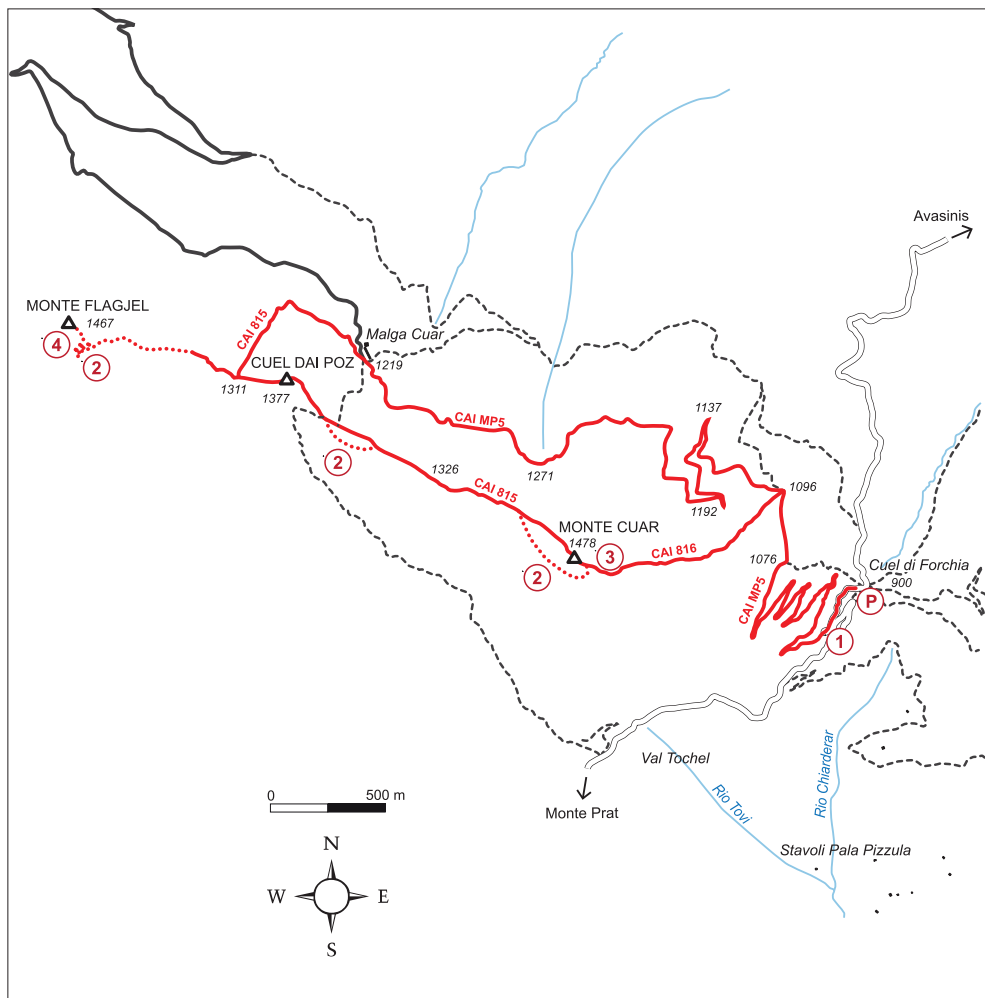 Avasinis
MONTE FLAGJEL
1467
4
2
CAI 815
Malga Cuar
1219
CUEL DAI POZ
1311
1377
CAI MP5
1137
2
1326
1271
CAI 815
1096
1192
MONTE CUAR
1478
3
CAI 816
2
1076
Cuel di Forchia
900
CAI MP5
P
1
Val Tochel
Monte Prat
0
500 m
Rio Tovi
Rio Chiarderar
Stavoli Pala Pizzula
N
W
E
S